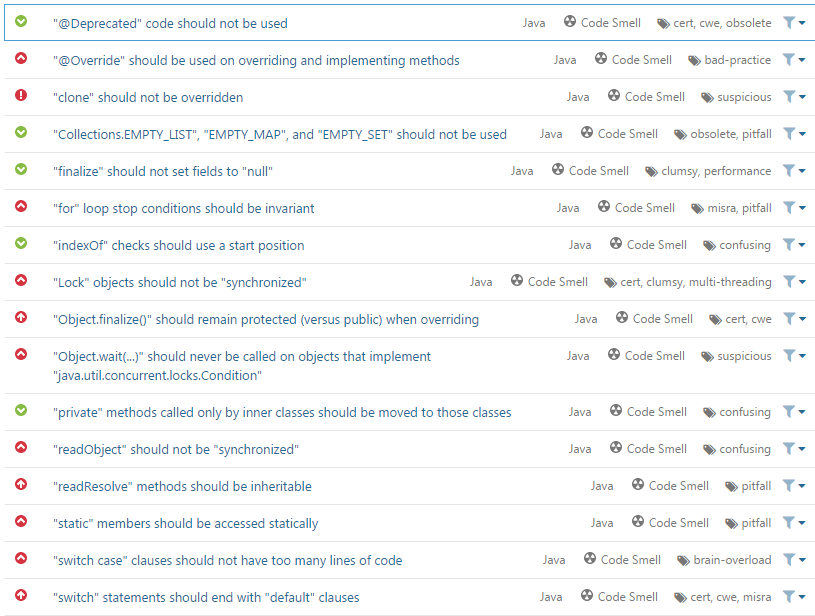 "@Deprecated" code should not be used Java Code Smell cert, cwe, obsolete
"@Override" should be used on overriding and implementing methods Java Code Smell bad-practice
"clone" should not be overridden Java Code Smell suspicious
"Collections.EMPTY_LIST", "EMPTY_MAP", and "EMPTY_SET" should not be used Java Code Smell obsolete, pitfall
"finalize" should not set fields to "null" Java Code Smell clumsy, performance
"for" loop stop conditions should be invariant Java Code Smell misra, pitfall
"indexOf" checks should use a start position Java Code Smell confusing
"Lock" objects should not be "synchronized" Java Code Smell cert, clumsy, multi-threading
"Object.finalize()" should remain protected (versus public) when overriding Java Code Smell cert, cwe
"Object.wait(...)" should never be called on objects that implement Java Code Smell suspicious
"java.util.concurrent.locks.Condition"
"private" methods called only by inner classes should be moved to those classes Java Code Smell confusing
"readObject" should not be "synchronized" Java Code Smell confusing
"readResolve" methods should be inheritable Java Code Smell pitfall
"static" members should be accessed statically Java Code Smell pitfall
"switch case" clauses should not have too many lines of code Java Code Smell brain-overload
"switch" statements should end with "default" clauses Java Code Smell cert, cwe, misra